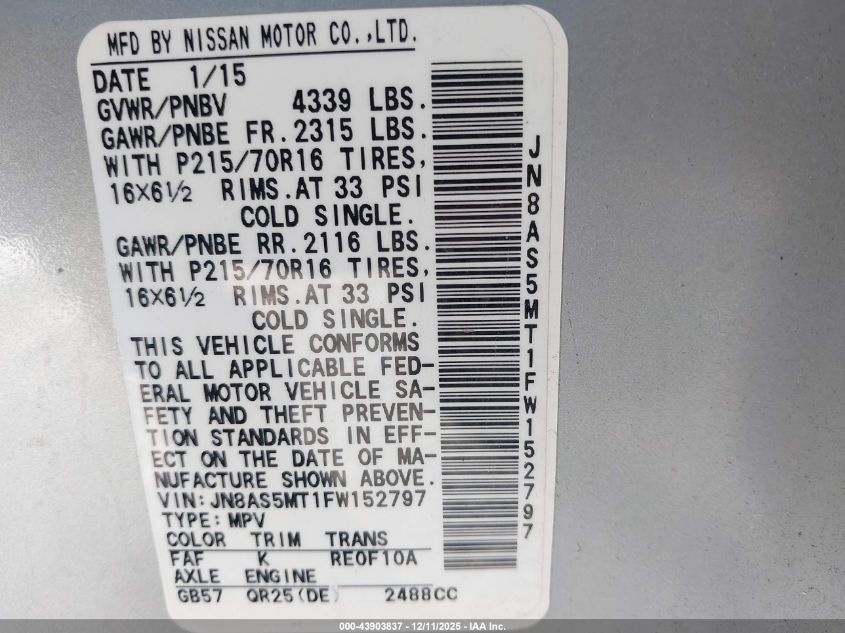 MFD BY NISSAN MOTOR CO.,LTD.
DATE 1/15
GVWR/PNBV 4339 LBS.
GAWR/PNBE FR.2315 LBS.
WITH P215/70R16 TIRES,
16X6½ RIMS.AT 33 PSI
COLD SINGLE.
GAWR/PNBE RR.2116 LBS.
WITH P215/70R16 TIRES,
16X6½ RIMS.AT 33 PSI
COLD SINGLE.
THIS VEHICLE CONFORMS
TO ALL APPLICABLE FED-
ERAL MOTOR VEHICLE SA-
FETY AND THEFT PREVEN-
TION STANDARDS IN EFF-
ECT ON THE DATE OF MA-
NUFACTURE SHOWN ABOVE.
VIN:JN8AS5MT1FW152797
TYPE:MPV
COLOR TRIM TRANS
FAF K RE0F10A
AXLE ENGINE
GB57 QR25(DE) 2488CC
JN8AS5MT1FW152797
000-43903837 - 12/11/2025 - IAA Inc.